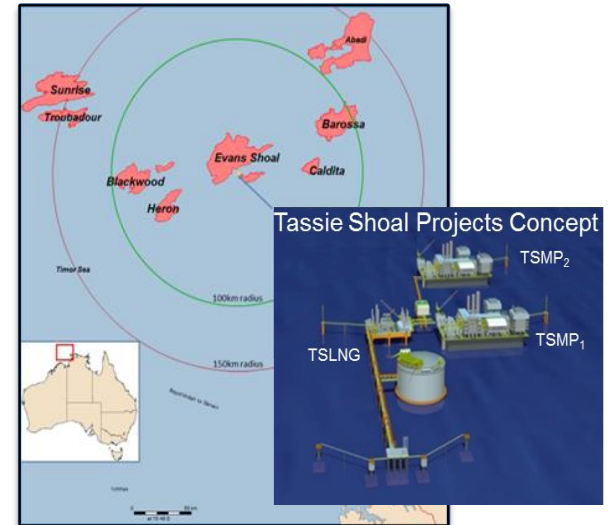 Abadi
Sunrise
Troubadour
Barossa
Evans Shoal
Caldita
Blackwood
Heron
Timor Sea
100km radius
150km radius
Tassie Shoal Projects Concept
TSMP₂
TSLNG
TSMP₁